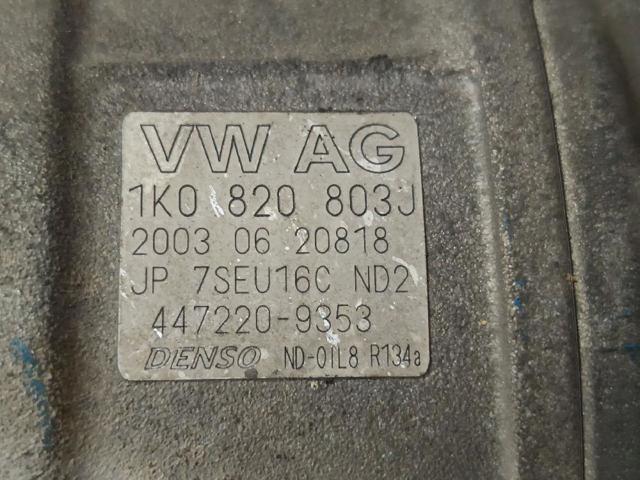 VW AG
1K0 820 803J
2003 06 20818
JP 7SEU16C ND2
447220-9353
DENSO ND-OIL8 R134a